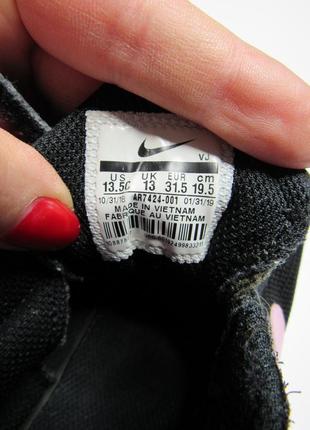 VJ
US UK EUR cm
13.5C 13 31.5 19.5
10/31/18 AR7424-001 01/31/19
MADE IN VIETNAM
FABRIQUE AU VIETNAM